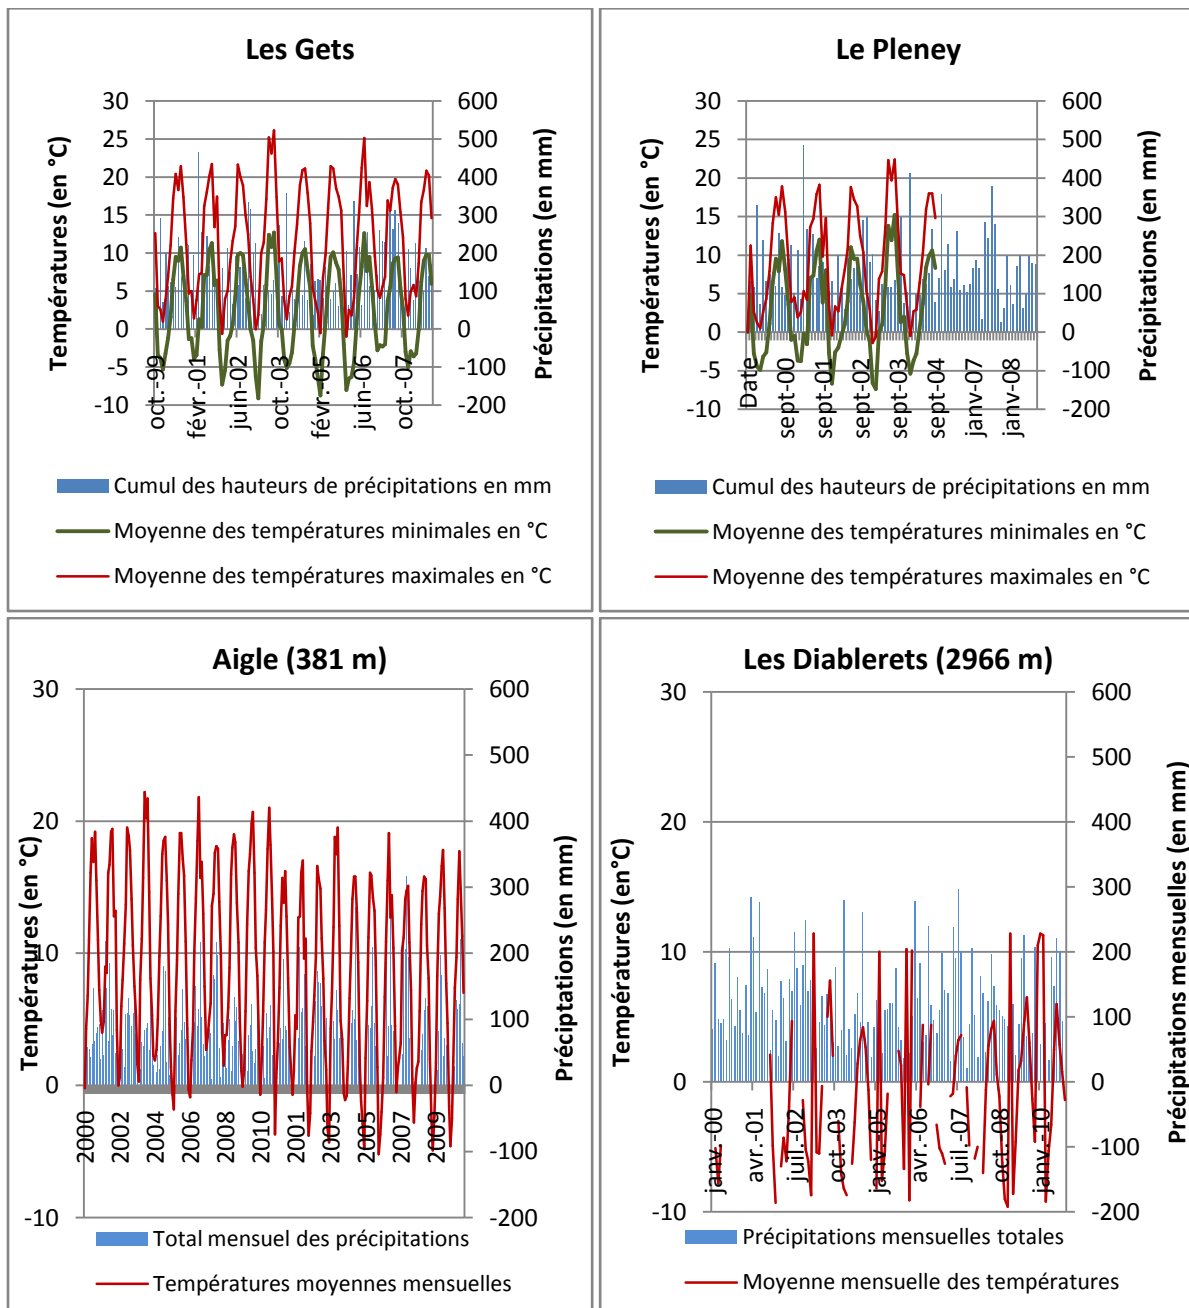 Les Gets
Températures (en °C)
30
25
20
15
10
5
0
-5
-10
600
500
400
300
200
100
0
-100
-200
Précipitations (en mm)
oct.-99
févr.-01
juin-02
oct.-03
févr.-05
juin-06
oct.-07
Cumul des hauteurs de précipitations en mm
Moyenne des températures minimales en °C
Moyenne des températures maximales en °C
Le Pleney
Températures (en °C)
30
25
20
15
10
5
0
-5
-10
600
500
400
300
200
100
0
-100
-200
Précipitations (en mm)
Date
sept-00
sept-01
sept-02
sept-03
sept-04
janv-07
janv-08
Cumul des hauteurs de précipitations en mm
Moyenne des températures minimales en °C
Moyenne des températures maximales en °C
Aigle (381 m)
Températures (en °C)
30
20
10
0
-10
600
500
400
300
200
100
0
-100
-200
Préciptations (en mm)
2000
2002
2004
2006
2008
2010
2001
2003
2005
2007
2009
Total mensuel des précipitations
Températures moyennes mensuelles
Les Diablerets (2966 m)
Températures (en°C)
30
20
10
0
-10
600
500
400
300
200
100
0
-100
-200
Précipitations mensuelles (en mm)
janv.-00
avr.-01
juil.-02
oct.-03
janv.-05
avr.-06
juil.-07
oct.-08
janv.-10
Précipitations mensuelles totales
Moyenne mensuelle des températures